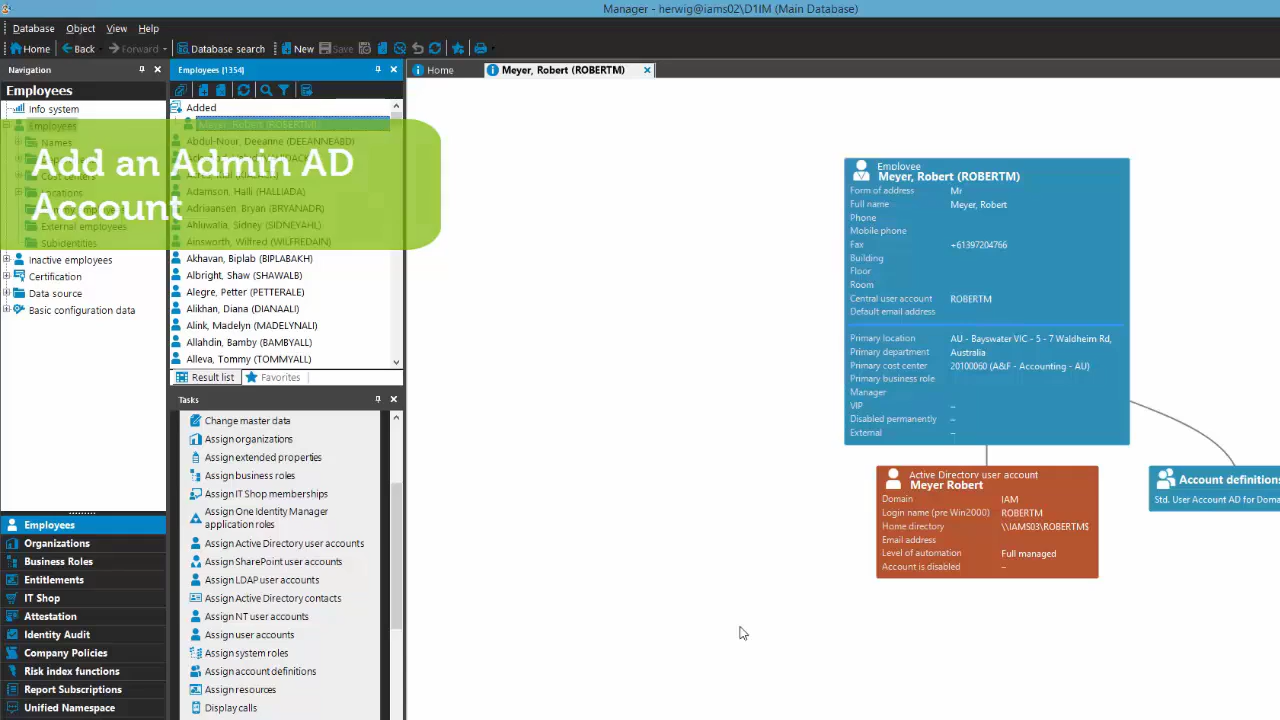 Manager - herwig@iams02\D1IM (Main Database)
Database Object View Help
Home Back Forward Database search New Save
Navigation
Employees
Info system
Employees
Names
Cost centers
Locations
External employees
Subidentities
Inactive employees
Certification
Data source
Basic configuration data
Employees
Organizations
Business Roles
Entitlements
IT Shop
Attestation
Identity Audit
Company Policies
Risk index functions
Report Subscriptions
Unified Namespace
Add an Admin AD
Account
Employees [1354]
Added
Meyer, Robert (ROBERTM)
Abdul-Nour, Deeanne (DEEANNEABD)
Adamson, Halli (HALLIADA)
Adriaansen, Bryan (BRYANADR)
Ahluwalia, Sidney (SIDNEYAHL)
Ainsworth, Wilfred (WILFREDAIN)
Akhavan, Biplab (BIPLABAKH)
Albright, Shaw (SHAWALB)
Alegre, Petter (PETTERALE)
Alikhan, Diana (DIANAALI)
Alink, Madelyn (MADELYNALI)
Allahdin, Bamby (BAMBYALL)
Alleva, Tommy (TOMMYALL)
Result list Favorites
Tasks
Change master data
Assign organizations
Assign extended properties
Assign business roles
Assign IT Shop memberships
Assign One Identity Manager
application roles
Assign Active Directory user accounts
Assign SharePoint user accounts
Assign LDAP user accounts
Assign Active Directory contacts
Assign NT user accounts
Assign user accounts
Assign system roles
Assign account definitions
Assign resources
Display calls
Home Meyer, Robert (ROBERTM)
Employee
Meyer, Robert (ROBERTM)
Form of address Mr
Full name Meyer, Robert
Phone
Mobile phone
Fax +61397204766
Building
Floor
Room
Central user account ROBERTM
Default email address
Primary location AU - Bayswater VIC - 5 - 7 Waldheim Rd,
Primary department Australia
Primary cost center 20100060 (A&F - Accounting - AU)
Primary business role
Manager
VIP –
Disabled permanently –
External –
Active Directory user account
Meyer Robert
Domain IAM
Login name (pre Win2000) ROBERTM
Home directory \\IAMS03\ROBERTM$
Email address
Level of automation Full managed
Account is disabled –
Account definitions
Std. User Account AD for Doma